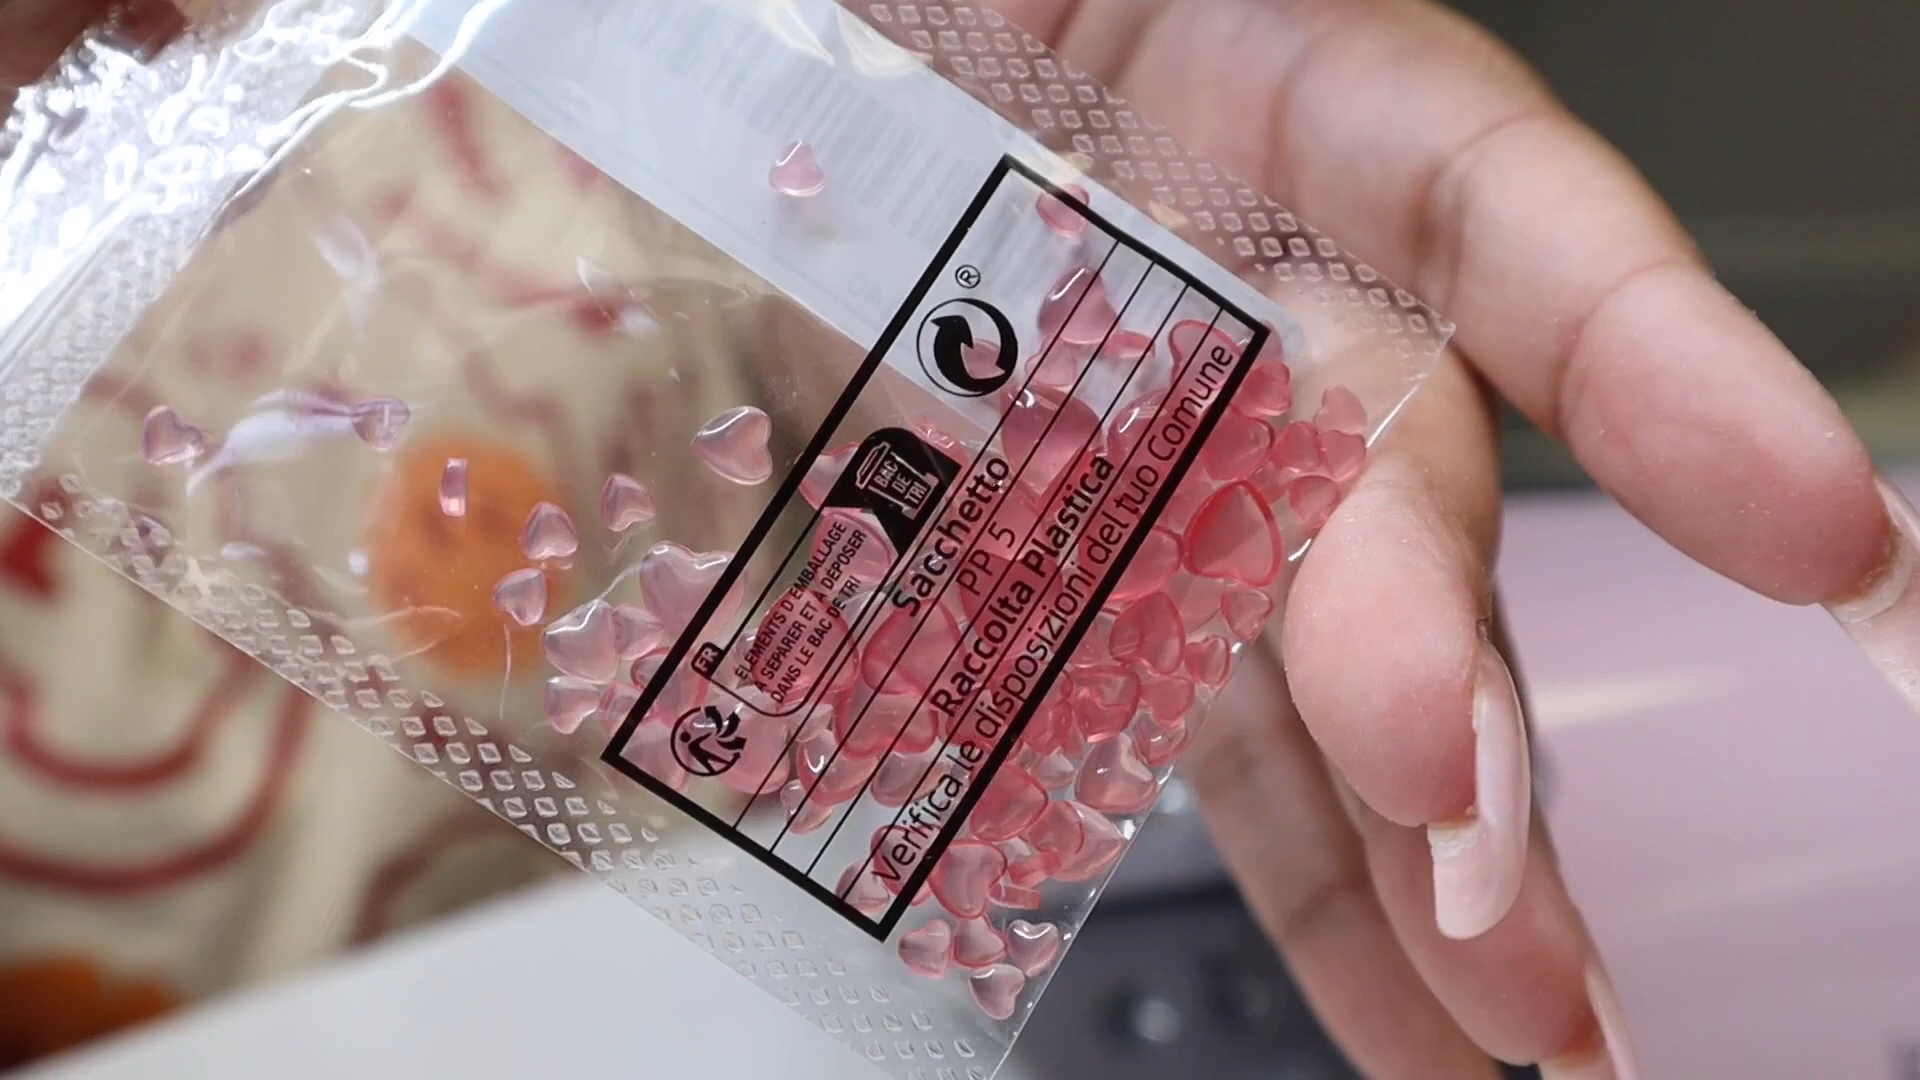 ®
FR
ÉLÉMENTS D'EMBALLAGE
À SÉPARER ET À DÉPOSER
DANS LE BAC DE TRI
BAC
DE
TRI
Sacchetto
PP 5
Raccolta Plastica
Verifica le disposizioni del tuo Comune